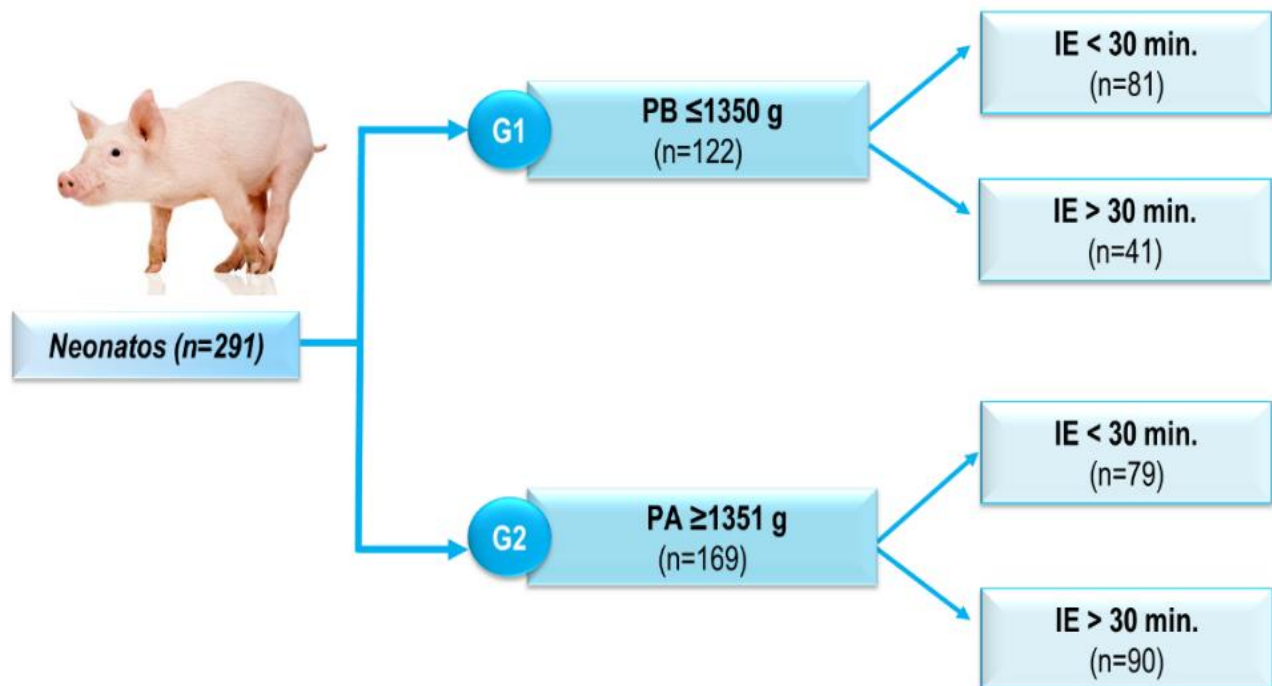 Neonatos (n=291)
G1
PB ≤1350 g
(n=122)
IE < 30 min.
(n=81)
IE > 30 min.
(n=41)
G2
PA ≥1351 g
(n=169)
IE < 30 min.
(n=79)
IE > 30 min.
(n=90)